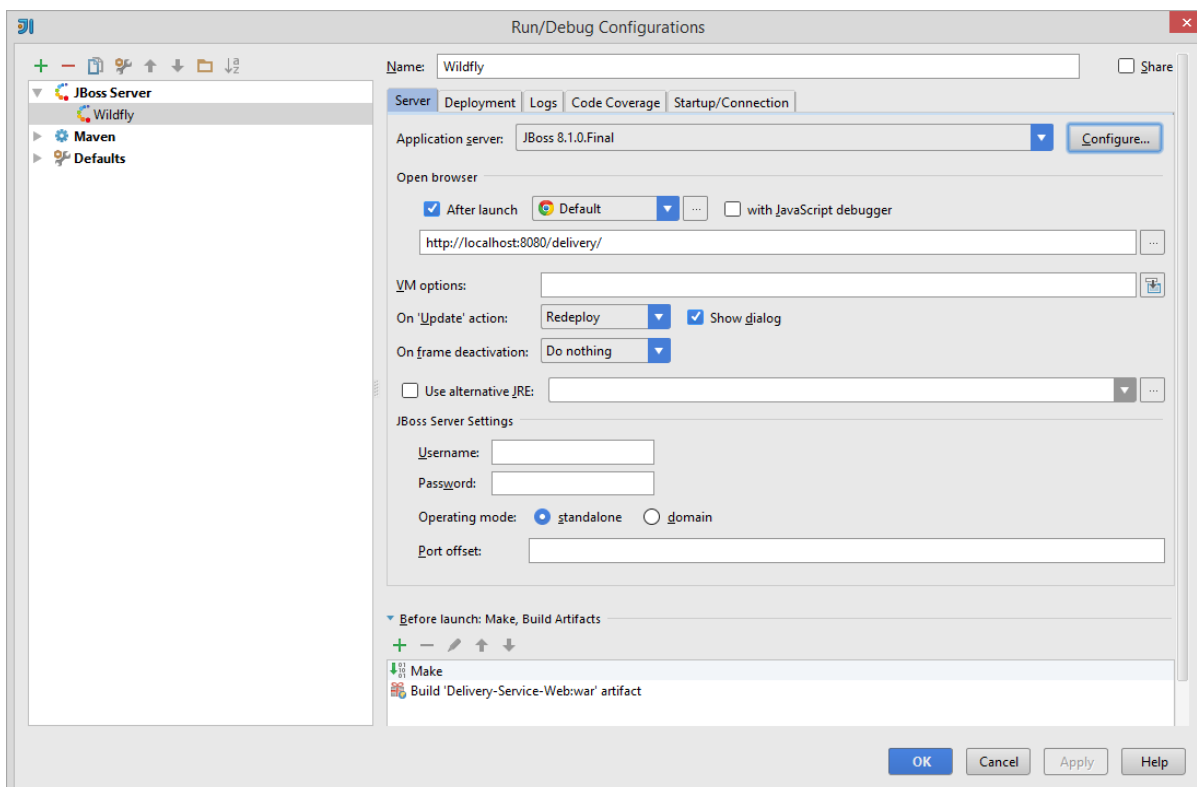 Run/Debug Configurations
Name: Wildfly Share
JBoss Server
Wildfly
Maven
Defaults
Server Deployment Logs Code Coverage Startup/Connection
Application server: JBoss 8.1.0.Final Configure...
Open browser
After launch Default ... with JavaScript debugger
http://localhost:8080/delivery/ ...
VM options:
On 'Update' action: Redeploy Show dialog
On frame deactivation: Do nothing
Use alternative JRE: ...
JBoss Server Settings
Username:
Password:
Operating mode: standalone domain
Port offset:
Before launch: Make, Build Artifacts
Make
Build 'Delivery-Service-Web:war' artifact
OK Cancel Apply Help